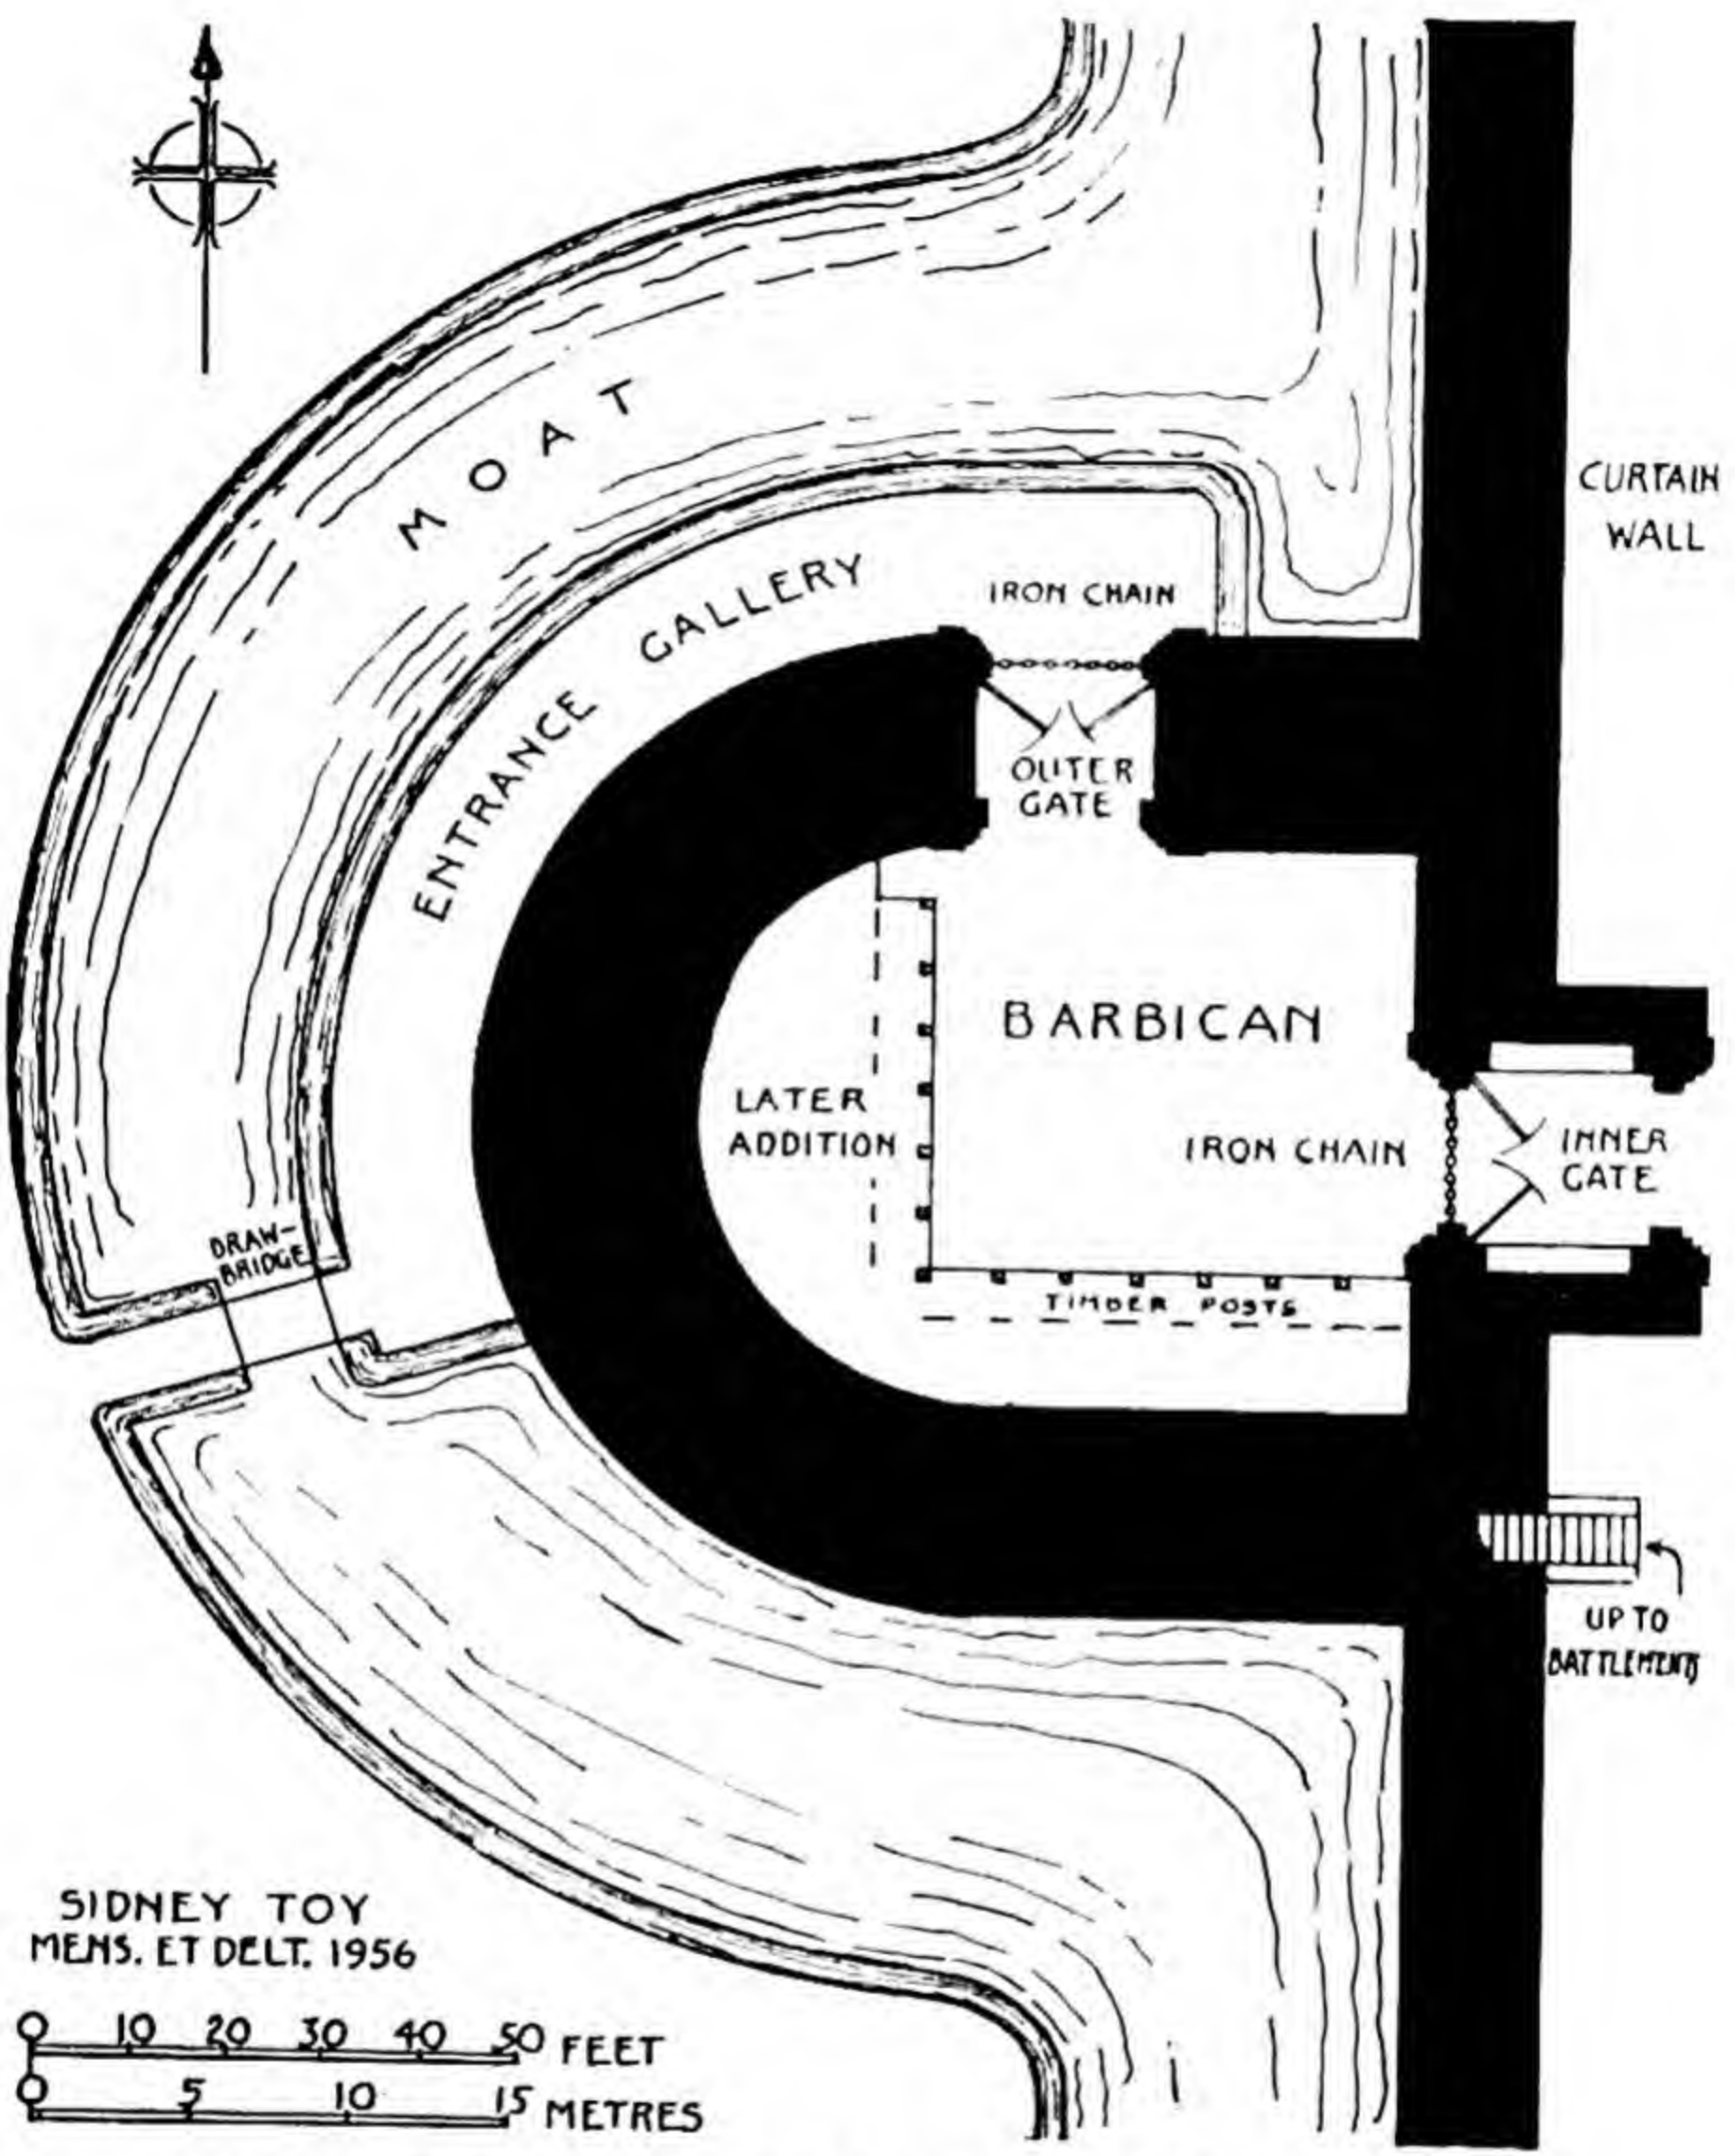 MOAT
CURTAIN
WALL
ENTRANCE GALLERY
IRON CHAIN
OUTER
GATE
BARBICAN
LATER
ADDITION
IRON CHAIN
INNER
GATE
DRAW-
BRIDGE
TIMBER POSTS
UP TO
BATTLEMENTS
SIDNEY TOY
MENS. ET DELT. 1956
0 10 20 30 40 50 FEET
0 5 10 15 METRES